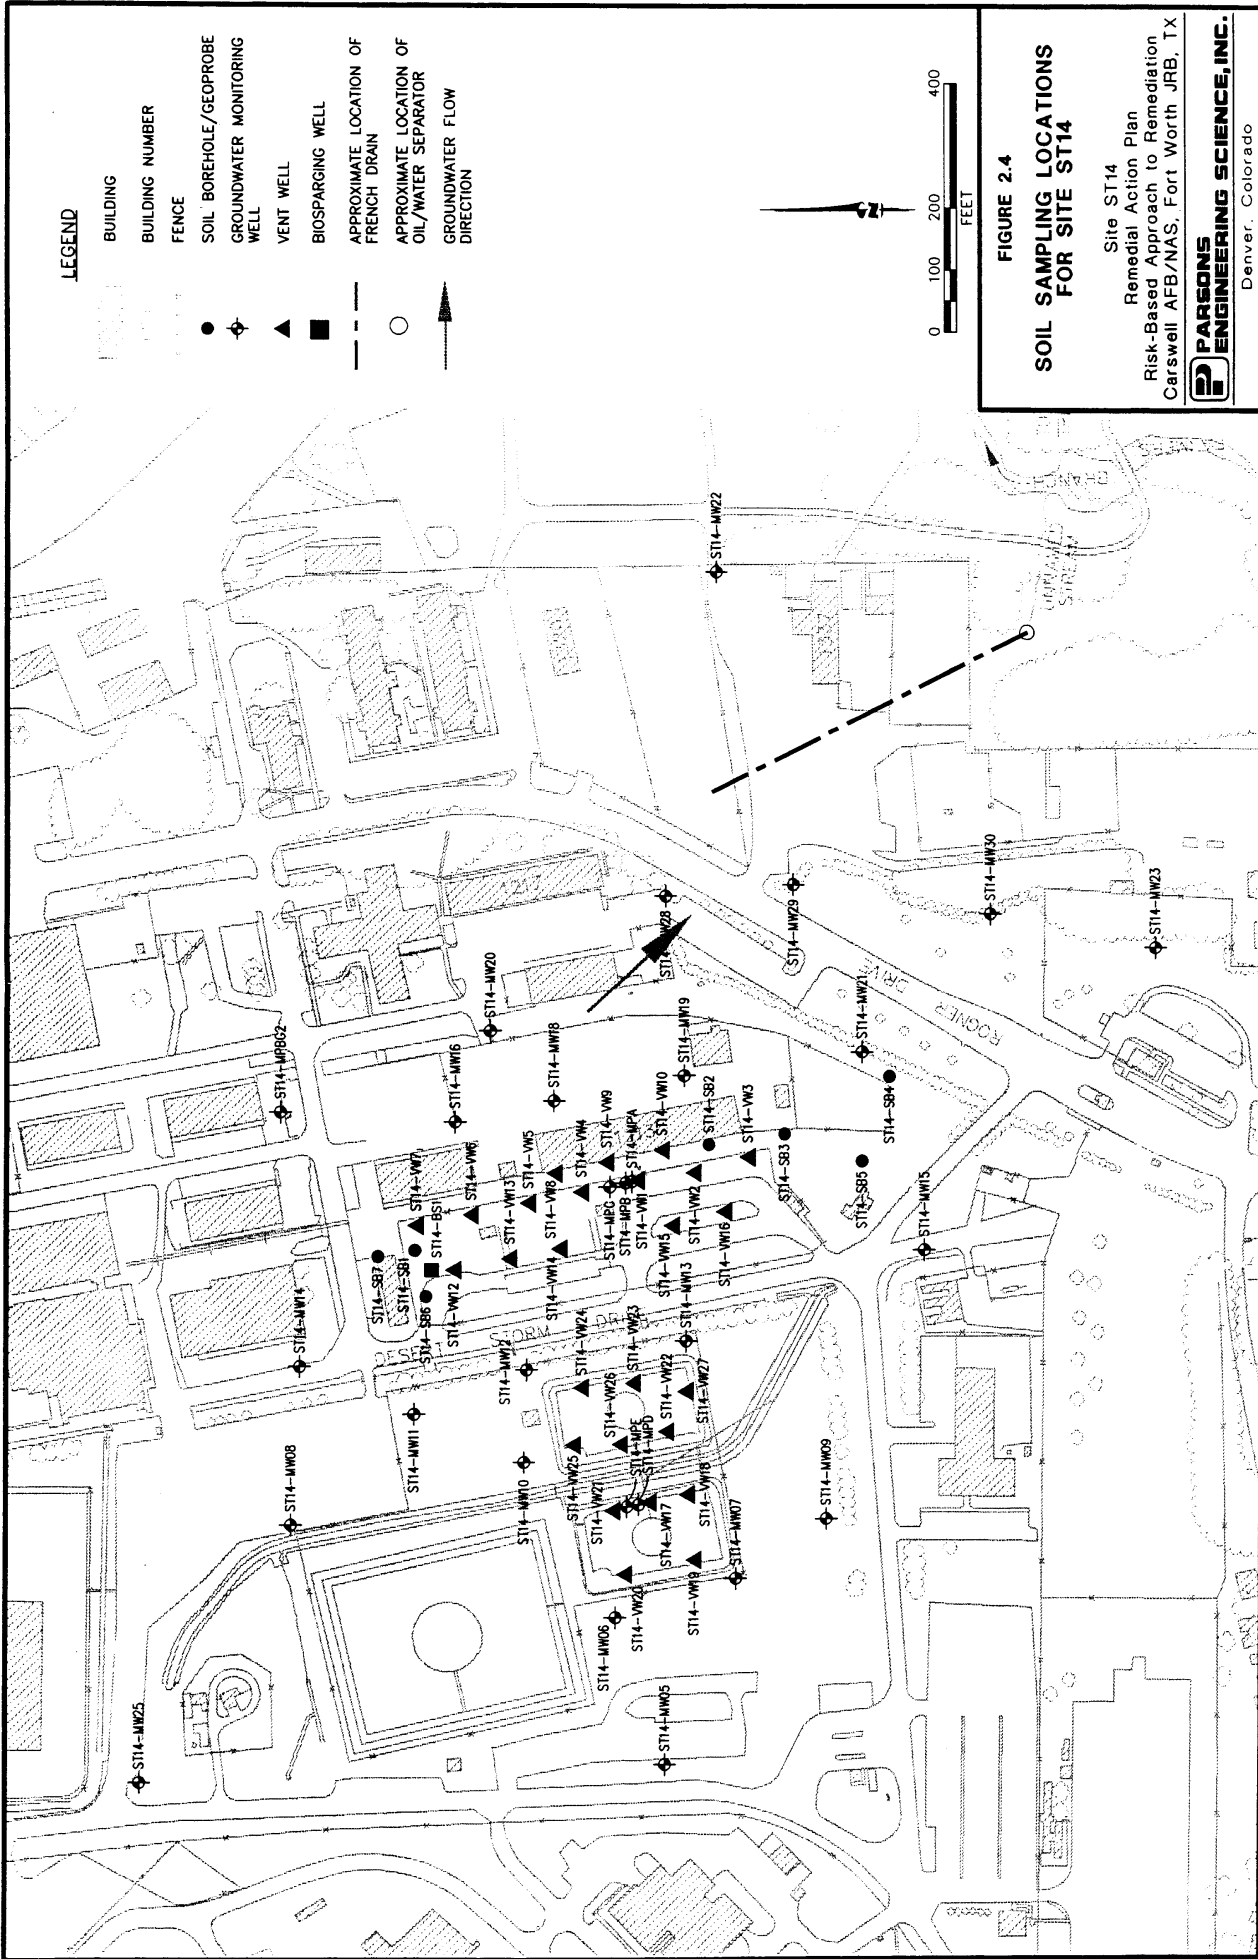 LEGEND
BUILDING
BUILDING NUMBER
FENCE
SOIL BOREHOLE/GEOPROBE
GROUNDWATER MONITORING
WELL
VENT WELL
BIOSPARGING WELL
APPROXIMATE LOCATION OF
FRENCH DRAIN
APPROXIMATE LOCATION OF
OIL/WATER SEPARATOR
GROUNDWATER FLOW
DIRECTION
N
0 100 200 400
FEET
FIGURE 2.4
SOIL SAMPLING LOCATIONS
FOR SITE ST14
Site ST14
Remedial Action Plan
Risk-Based Approach to Remediation
Carswell AFB/NAS, Fort Worth JRB, TX
PARSONS
ENGINEERING SCIENCE, INC.
Denver, Colorado
ST14-MW25
ST14-MW08
ST14-MW14
ST14-MPBG2
ST14-SB7
ST14-SB1
ST14-SB6
ST14-BS1
ST14-VW7
ST14-VW12
ST14-VW6
ST14-MW16
ST14-MW20
ST14-MW11
ST14-MW12
DESERT STORM DRIVE
ST14-MW10
ST14-VW13
ST14-VW5
ST14-VW8
ST14-VW14
ST14-VW4
ST14-MW18
1217
ST14-VW24
ST14-VW25
ST14-VW26
ST14-VW23
ST14-VW21
ST14-MPE
ST14-MPD
ST14-VW22
ST14-VW27
ST14-VW17
ST14-VW18
ST14-VW20
ST14-VW19
ST14-MW06
ST14-MW07
ST14-MW05
ST14-MW13
ST14-VW9
ST14-MPC
ST14-MPB
ST14-MPA
ST14-VW1
ST14-VW10
ST14-VW15
ST14-VW2
ST14-VW16
ST14-SB2
ST14-VW3
ST14-MW19
ST14-MW28
ST14-MW22
ST14-MW29
ST14-SB3
ST14-SB5
ST14-SB4
ST14-MW21
ROGNER DRIVE
ST14-MW09
ST14-MW15
ST14-MW30
ST14-MW23
UNNAMED
STREAM
FARMERS
BRANCH